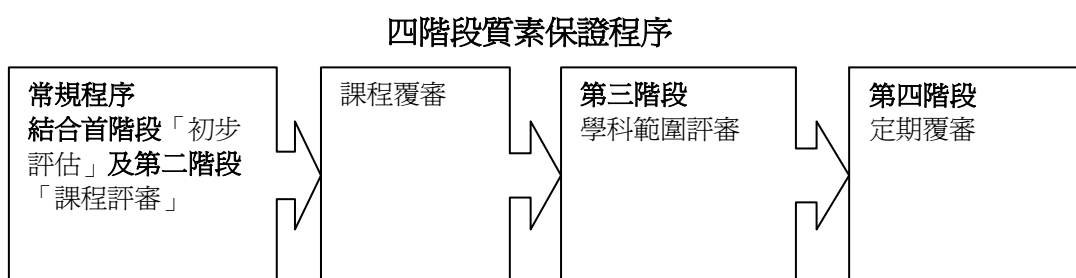 四階段質素保證程序
常規程序
結合首階段「初步
評估」及第二階段
「課程評審」
課程覆審
第三階段
學科範圍評審
第四階段
定期覆審